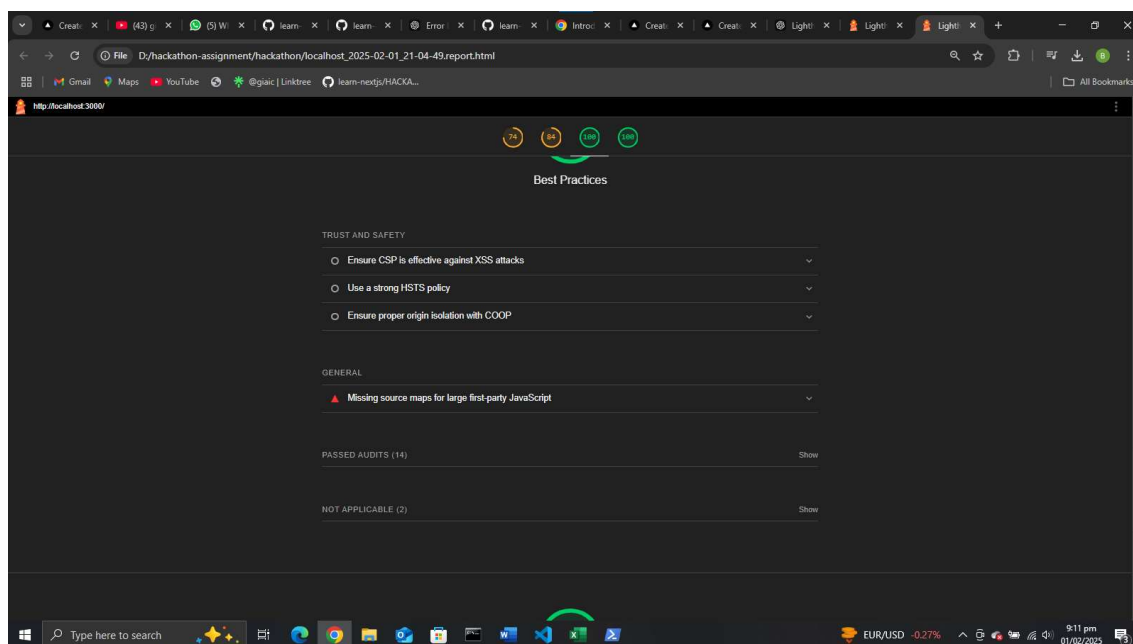 Create
(43) g
(5) W
learn-
learn-
Error
learn-
Introd
Create
Create
Lighth
Lighth
Lighth
File D:/hackathon-assignment/hackathon/localhost_2025-02-01_21-04-49.report.html
B
Gmail Maps YouTube @giaic | Linktree learn-nextjs/HACKA... All Bookmarks
http://localhost:3000/
74 84 100 100
Best Practices
TRUST AND SAFETY
Ensure CSP is effective against XSS attacks
Use a strong HSTS policy
Ensure proper origin isolation with COOP
GENERAL
Missing source maps for large first-party JavaScript
PASSED AUDITS (14) Show
NOT APPLICABLE (2) Show
Type here to search EUR/USD -0.27% 9:11 pm
01/02/2025